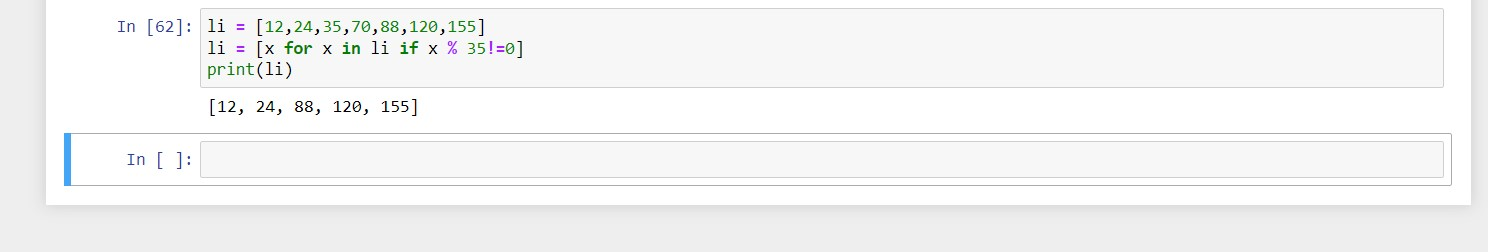 In [62]: li = [12,24,35,70,88,120,155]
li = [x for x in li if x % 35!=0]
print(li)
[12, 24, 88, 120, 155]
In [ ]: